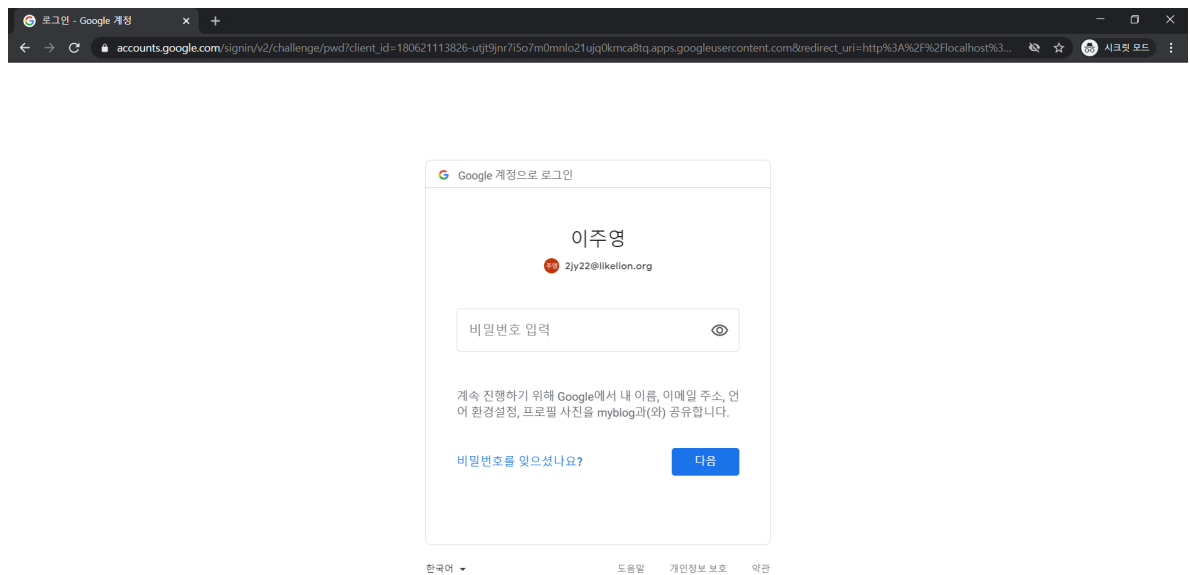 로그인 - Google 계정
accounts.google.com/signin/v2/challenge/pwd?client_id=180621113826-utjt9jnr7i5o7m0mnlo21ujq0kmca8tq.apps.googleusercontent.com&redirect_uri=http%3A%2F%2Flocalhost%3... 시크릿 모드
Google 계정으로 로그인
이주영
주영 2jy22@likelion.org
비밀번호 입력
계속 진행하기 위해 Google에서 내 이름, 이메일 주소, 언
어 환경설정, 프로필 사진을 myblog과(와) 공유합니다.
비밀번호를 잊으셨나요? 다음
한국어 도움말 개인정보 보호 약관